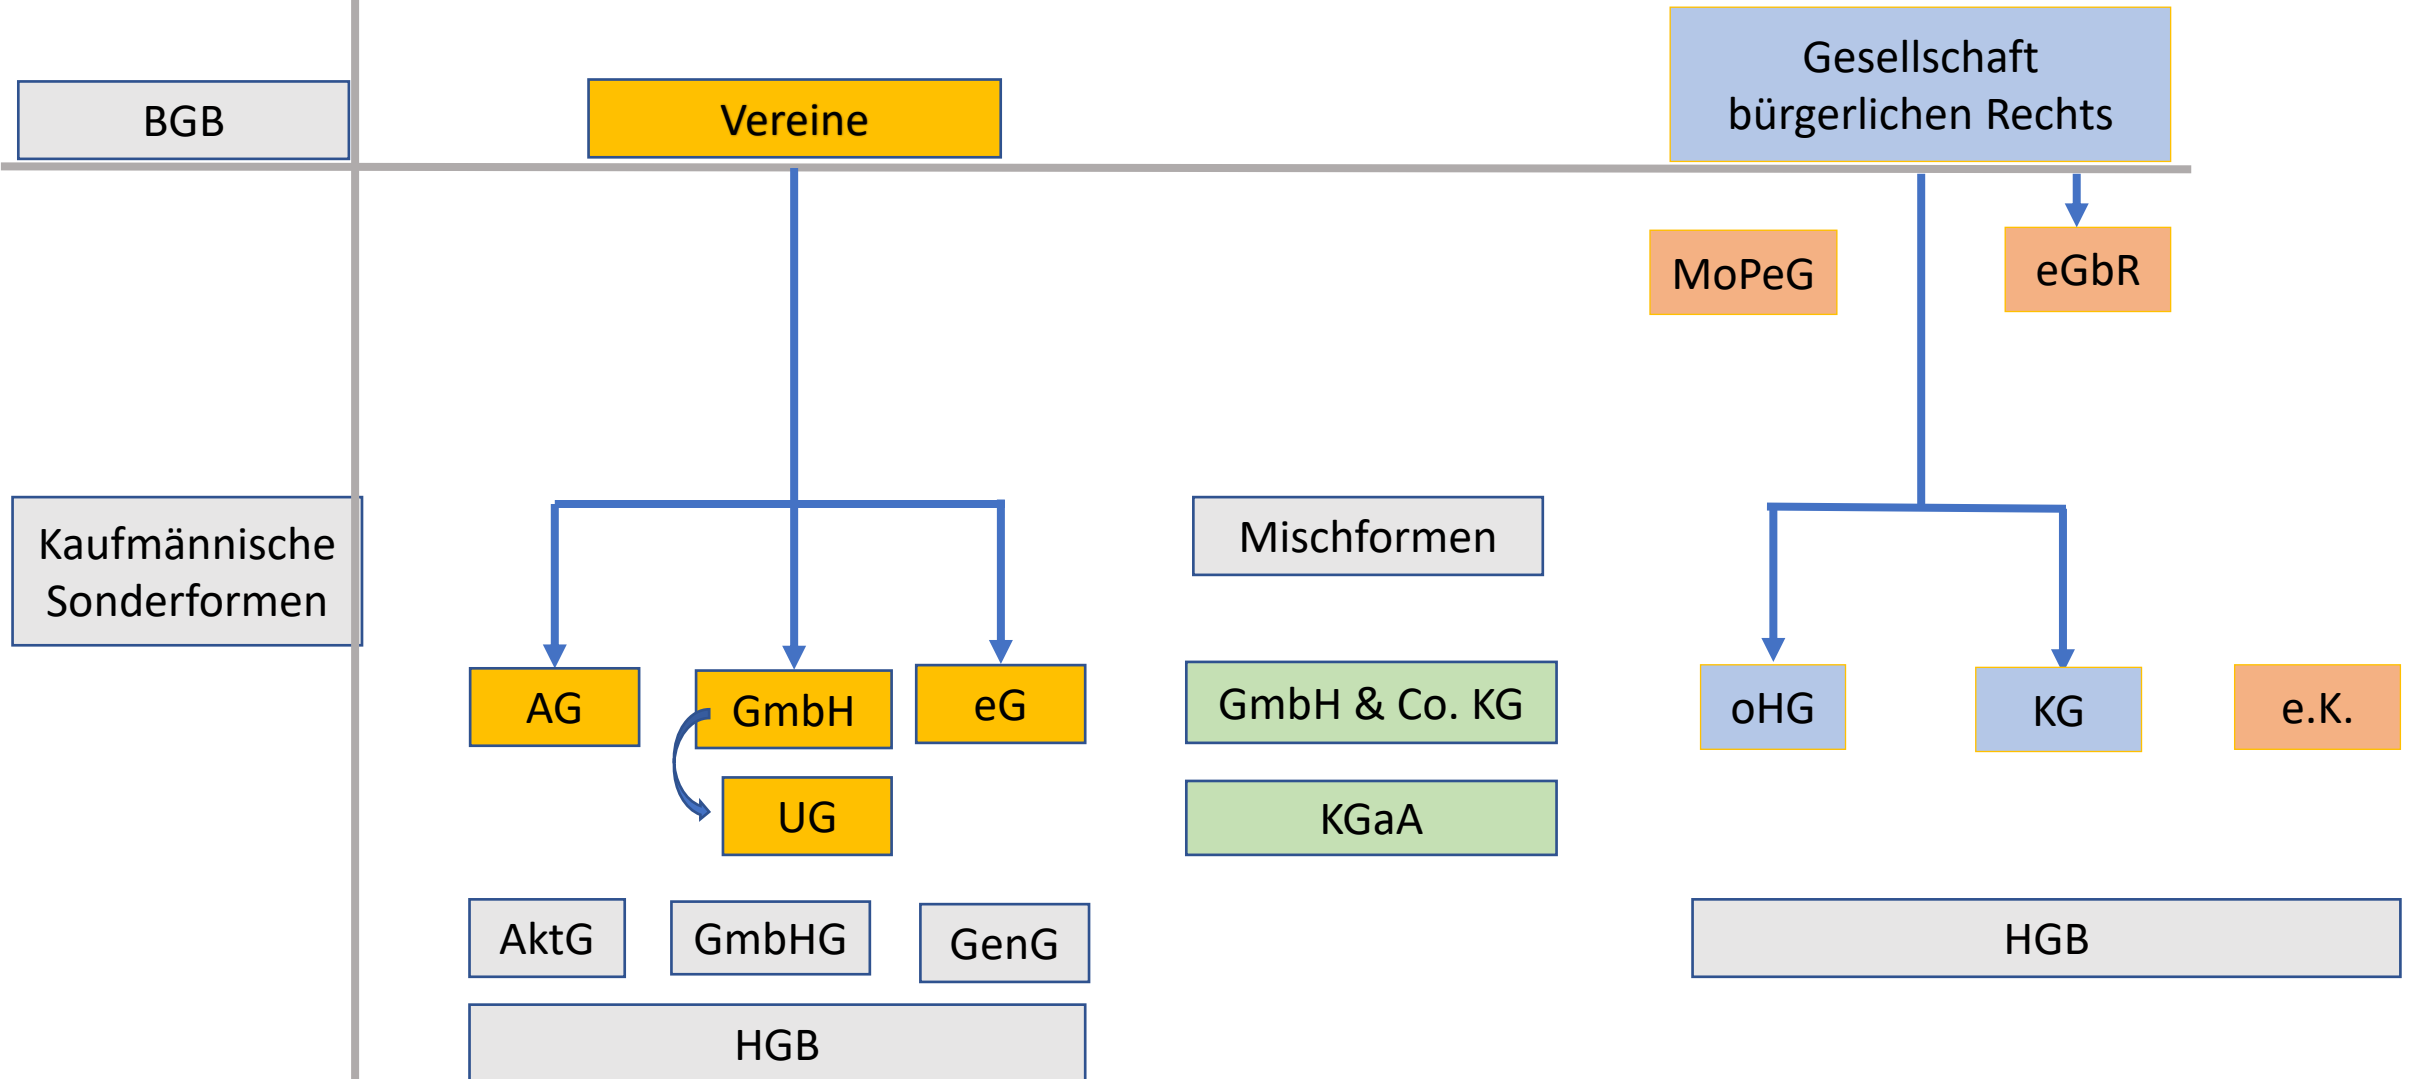 BGB
Vereine
Gesellschaft
bürgerlichen Rechts
MoPeG
eGbR
Kaufmännische
Sonderformen
Mischformen
AG
GmbH
eG
GmbH & Co. KG
oHG
KG
e.K.
UG
KGaA
AktG
GmbHG
GenG
HGB
HGB